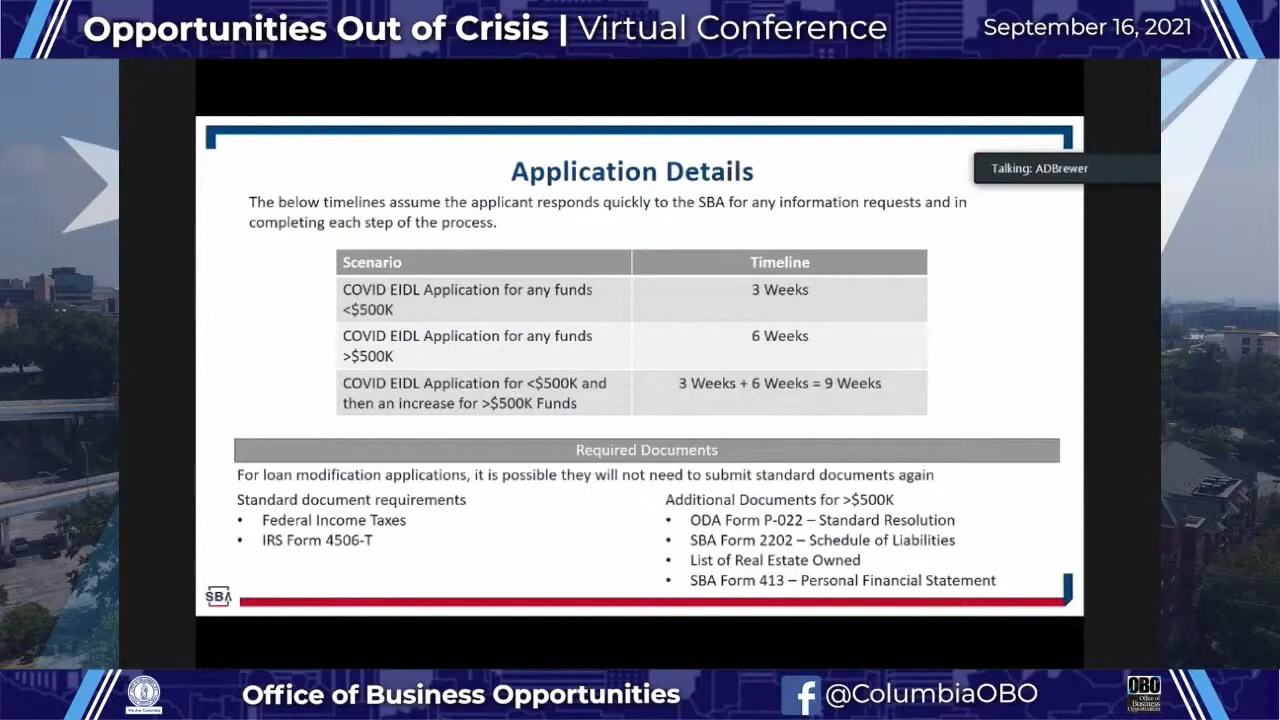 Opportunities Out of Crisis | Virtual Conference
September 16, 2021
Talking: ADBrewer
Application Details
The below timelines assume the applicant responds quickly to the SBA for any information requests and in
completing each step of the process.
Scenario Timeline
COVID EIDL Application for any funds
<$500K
3 Weeks
COVID EIDL Application for any funds
>$500K
6 Weeks
COVID EIDL Application for <$500K and
then an increase for >$500K Funds
3 Weeks + 6 Weeks = 9 Weeks
Required Documents
For loan modification applications, it is possible they will not need to submit standard documents again
Standard document requirements
• Federal Income Taxes
• IRS Form 4506-T
Additional Documents for >$500K
• ODA Form P-022 – Standard Resolution
• SBA Form 2202 – Schedule of Liabilities
• List of Real Estate Owned
• SBA Form 413 – Personal Financial Statement
SBA
We Are Columbia
Office of Business Opportunities
@ColumbiaOBO
OBO
Office of
Business
Opportunities